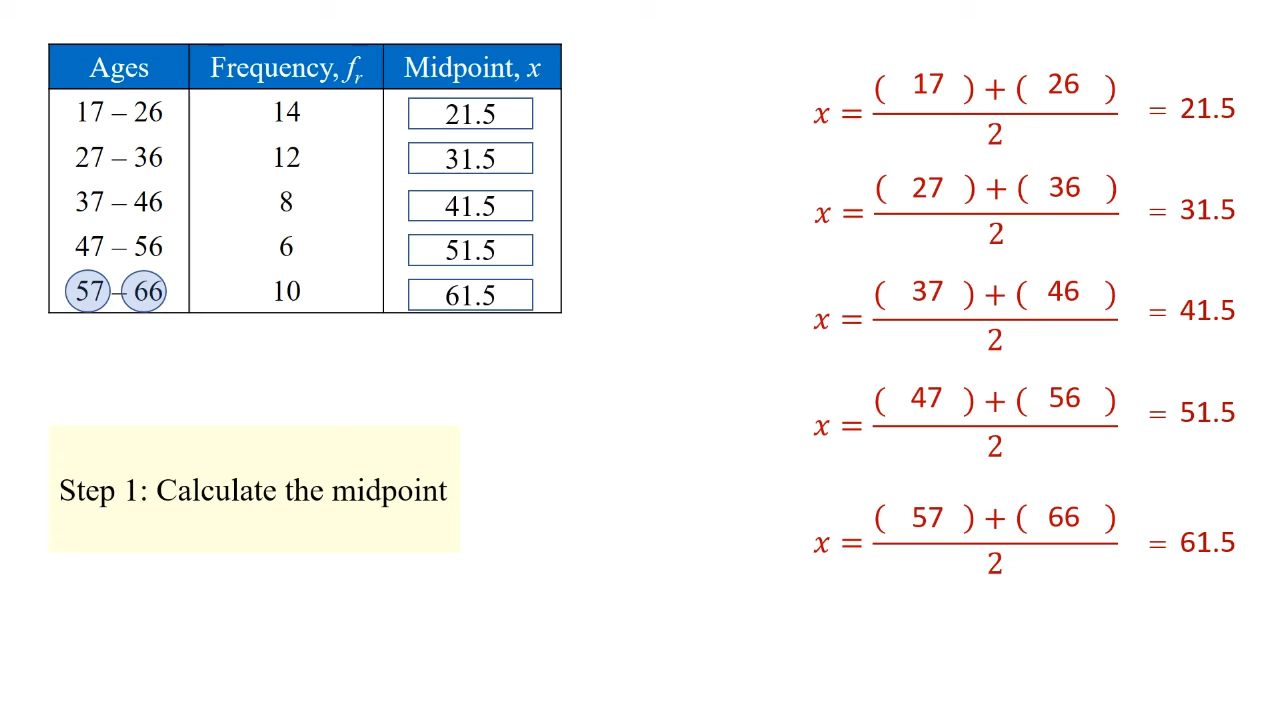 Ages Frequency, fr Midpoint, x
17 – 26 14 21.5
27 – 36 12 31.5
37 – 46 8 41.5
47 – 56 6 51.5
57 – 66 10 61.5
Step 1: Calculate the midpoint
x = ( 17 ) + ( 26 ) / 2 = 21.5
x = ( 27 ) + ( 36 ) / 2 = 31.5
x = ( 37 ) + ( 46 ) / 2 = 41.5
x = ( 47 ) + ( 56 ) / 2 = 51.5
x = ( 57 ) + ( 66 ) / 2 = 61.5